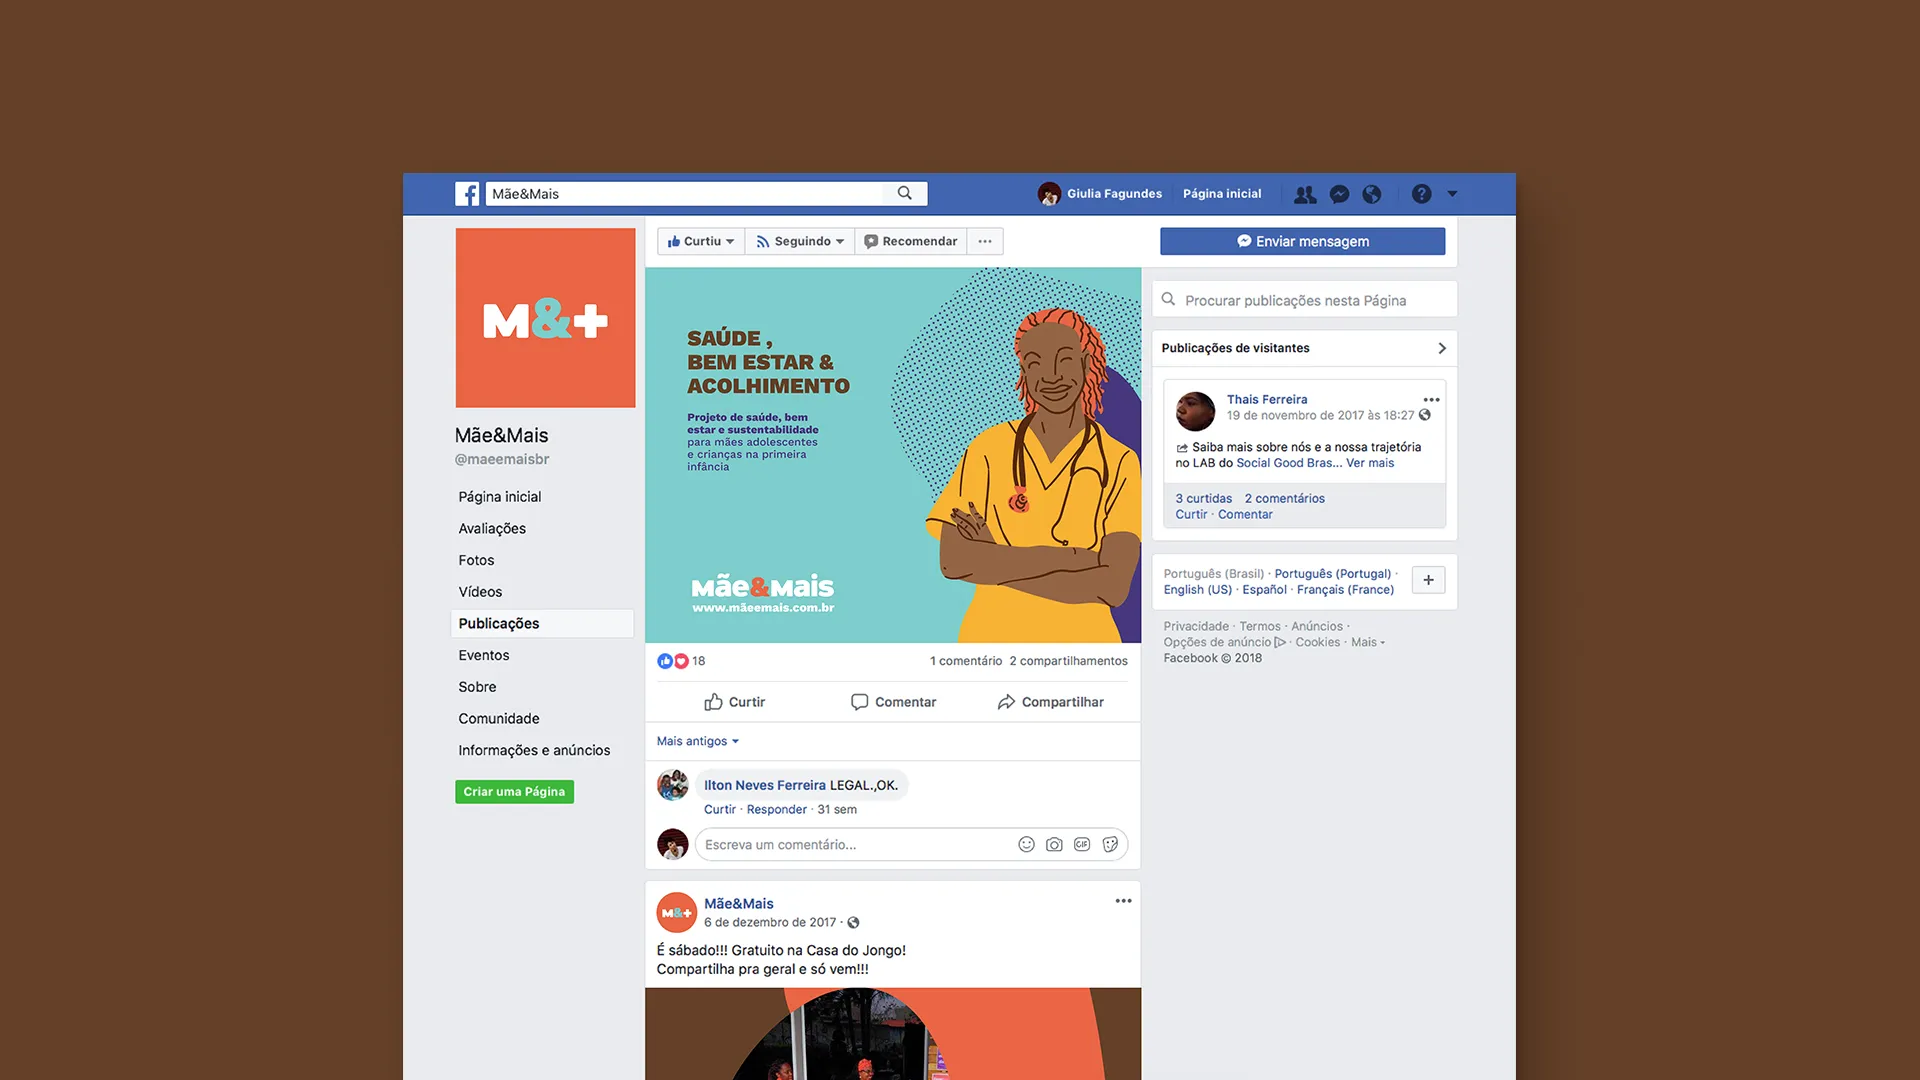 Mãe&Mais
Giulia Fagundes
Página inicial
M&+
Mãe&Mais
@maeemaisbr
Página inicial
Avaliações
Fotos
Vídeos
Publicações
Eventos
Sobre
Comunidade
Informações e anúncios
Criar uma Página
Curtiu
Seguindo
Recomendar
Enviar mensagem
SAÚDE ,
BEM ESTAR &
ACOLHIMENTO
Projeto de saúde, bem
estar e sustentabilidade
para mães adolescentes
e crianças na primeira
infância
Mãe&Mais
www.mãeemais.com.br
18
1 comentário 2 compartilhamentos
Curtir
Comentar
Compartilhar
Mais antigos
Ilton Neves Ferreira LEGAL.,OK.
Curtir · Responder · 31 sem
Escreva um comentário...
GIF
M&+
Mãe&Mais
6 de dezembro de 2017 ·
É sábado!!! Gratuito na Casa do Jongo!
Compartilha pra geral e só vem!!!
Procurar publicações nesta Página
Publicações de visitantes
Thais Ferreira
19 de novembro de 2017 às 18:27
Saiba mais sobre nós e a nossa trajetória
no LAB do Social Good Bras... Ver mais
3 curtidas 2 comentários
Curtir · Comentar
Português (Brasil) · Português (Portugal) ·
English (US) · Español · Français (France)
Privacidade · Termos · Anúncios ·
Opções de anúncio · Cookies · Mais
Facebook © 2018